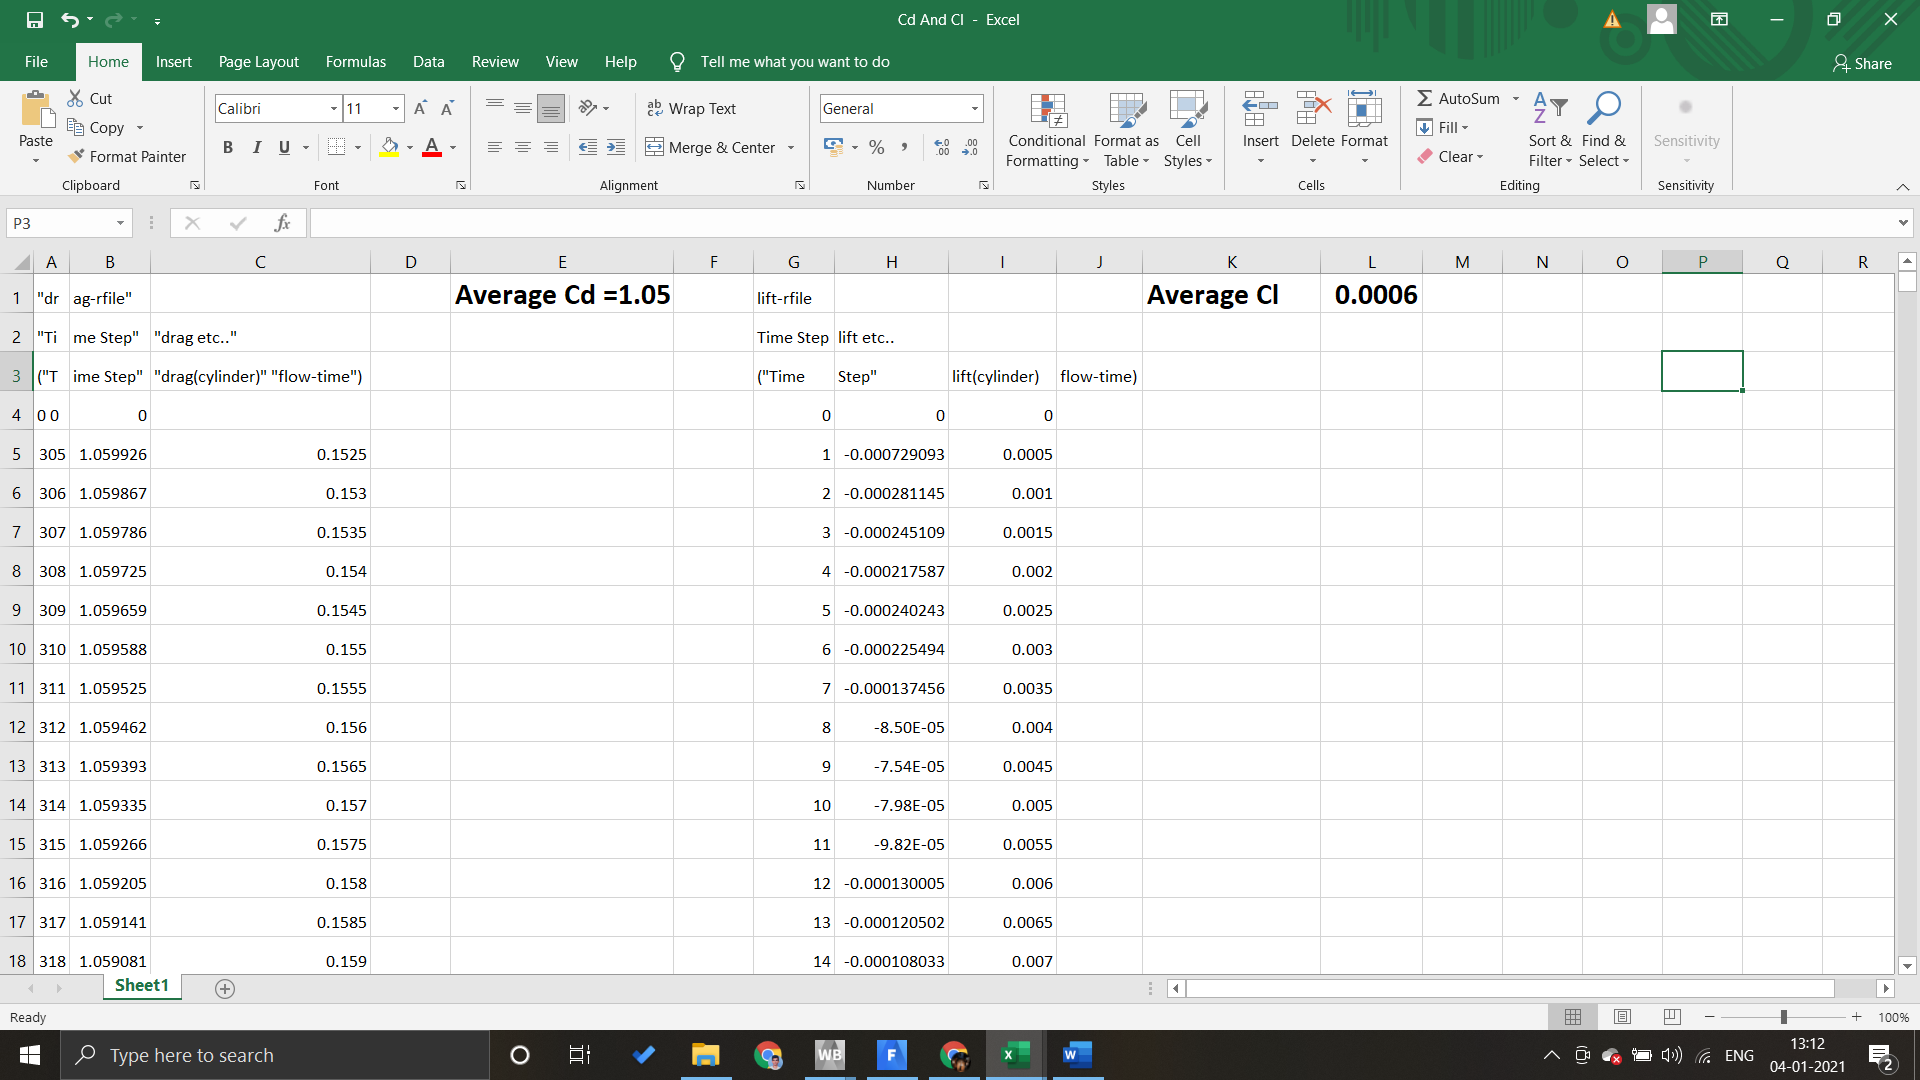 Cd And Cl - Excel
File Home Insert Page Layout Formulas Data Review View Help Tell me what you want to do Share
Paste Cut Copy Format Painter Clipboard
Calibri 11 B I U A Font
Wrap Text Merge & Center Alignment
General % , Number
Conditional Formatting Format as Table Cell Styles Styles
Insert Delete Format Cells
AutoSum Fill Clear Sort & Filter Find & Select Editing
Sensitivity Sensitivity
P3 fx
A B C D E F G H I J K L M N O P Q R
1 "dr ag-rfile" Average Cd =1.05 lift-rfile Average Cl 0.0006
2 "Ti me Step" "drag etc.." Time Step lift etc..
3 ("T ime Step" "drag(cylinder)" "flow-time") ("Time Step" lift(cylinder) flow-time)
4 0 0 0 0 0 0
5 305 1.059926 0.1525 1 -0.000729093 0.0005
6 306 1.059867 0.153 2 -0.000281145 0.001
7 307 1.059786 0.1535 3 -0.000245109 0.0015
8 308 1.059725 0.154 4 -0.000217587 0.002
9 309 1.059659 0.1545 5 -0.000240243 0.0025
10 310 1.059588 0.155 6 -0.000225494 0.003
11 311 1.059525 0.1555 7 -0.000137456 0.0035
12 312 1.059462 0.156 8 -8.50E-05 0.004
13 313 1.059393 0.1565 9 -7.54E-05 0.0045
14 314 1.059335 0.157 10 -7.98E-05 0.005
15 315 1.059266 0.1575 11 -9.82E-05 0.0055
16 316 1.059205 0.158 12 -0.000130005 0.006
17 317 1.059141 0.1585 13 -0.000120502 0.0065
18 318 1.059081 0.159 14 -0.000108033 0.007
Sheet1
Ready 100%
Type here to search WB F X W ENG 13:12
04-01-2021 2